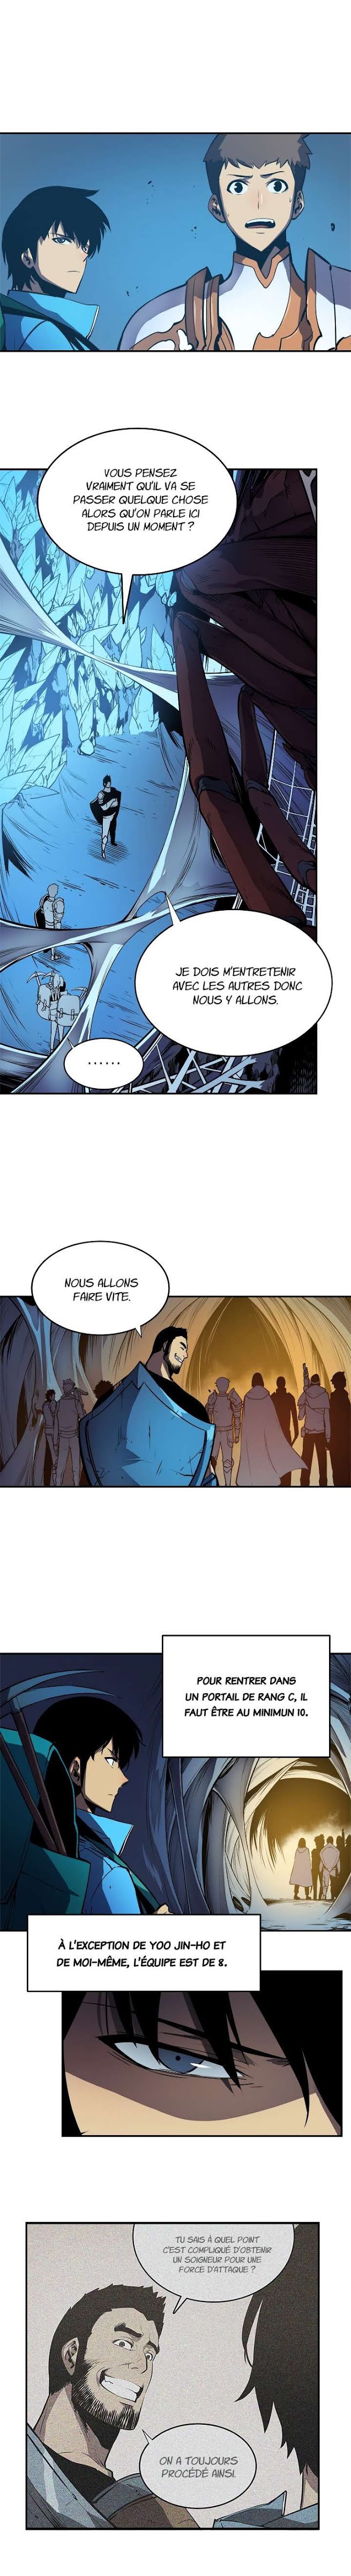 VOUS PENSEZ
VRAIMENT QU'IL VA SE
PASSER QUELQUE CHOSE
ALORS QU'ON PARLE ICI
DEPUIS UN MOMENT ?
JE DOIS M'ENTRETENIR
AVEC LES AUTRES DONC
NOUS Y ALLONS.
......
NOUS ALLONS
FAIRE VITE.
POUR RENTRER DANS
UN PORTAIL DE RANG C, IL
FAUT ÊTRE AU MINIMUN 10.
À L'EXCEPTION DE YOO JIN-HO ET
DE MOI-MÊME, L'ÉQUIPE EST DE 8.
TU SAIS À QUEL POINT
C'EST COMPLIQUÉ D'OBTENIR
UN SOIGNEUR POUR UNE
FORCE D'ATTAQUE ?
ON A TOUJOURS
PROCÉDÉ AINSI.